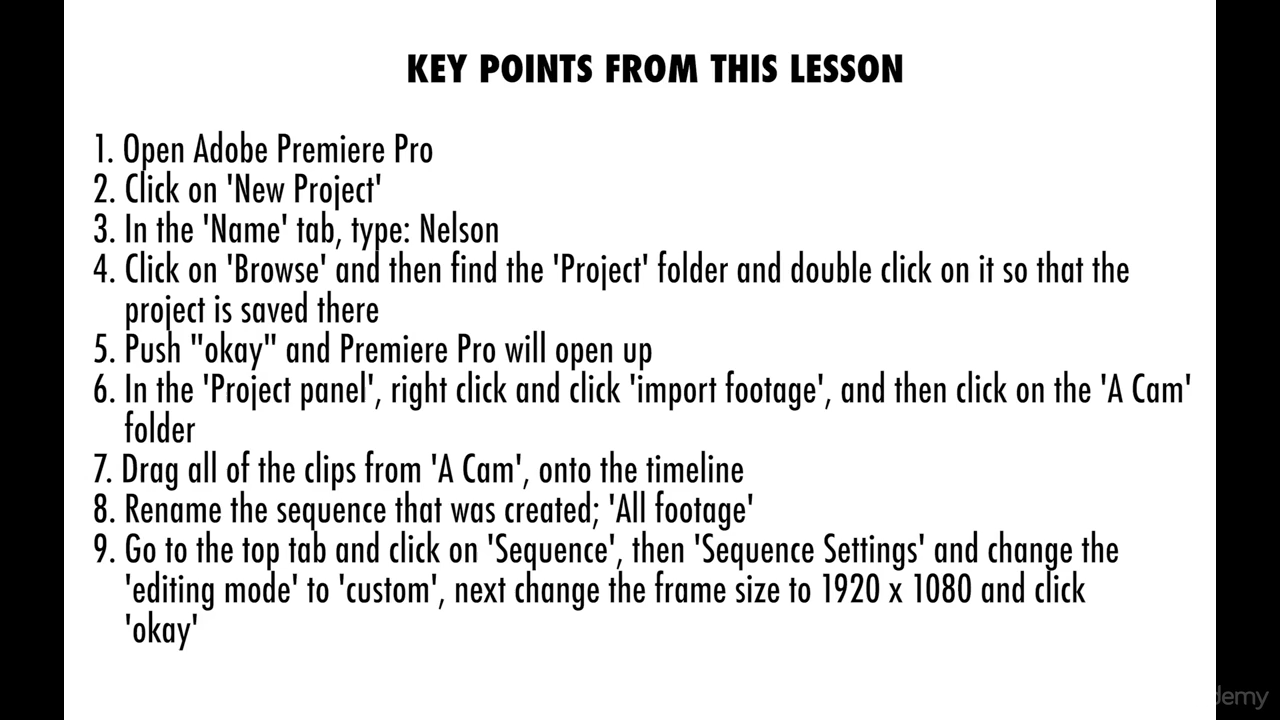 KEY POINTS FROM THIS LESSON
1. Open Adobe Premiere Pro
2. Click on 'New Project'
3. In the 'Name' tab, type: Nelson
4. Click on 'Browse' and then find the 'Project' folder and double click on it so that the
project is saved there
5. Push "okay" and Premiere Pro will open up
6. In the 'Project panel', right click and click 'import footage', and then click on the 'A Cam'
folder
7. Drag all of the clips from 'A Cam', onto the timeline
8. Rename the sequence that was created; 'All footage'
9. Go to the top tab and click on 'Sequence', then 'Sequence Settings' and change the
'editing mode' to 'custom', next change the frame size to 1920 x 1080 and click
'okay'
demy